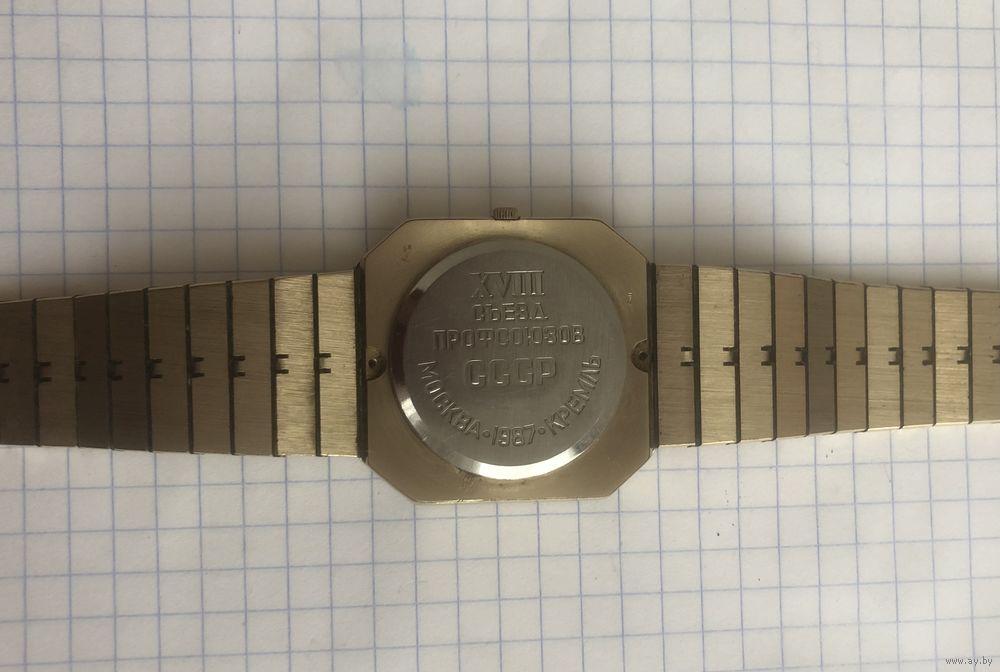 XVIII
СЪЕЗД
ПРОФСОЮЗОВ
СССР
МОСКВА • 1987 • КРЕМЛЬ
www.ay.by